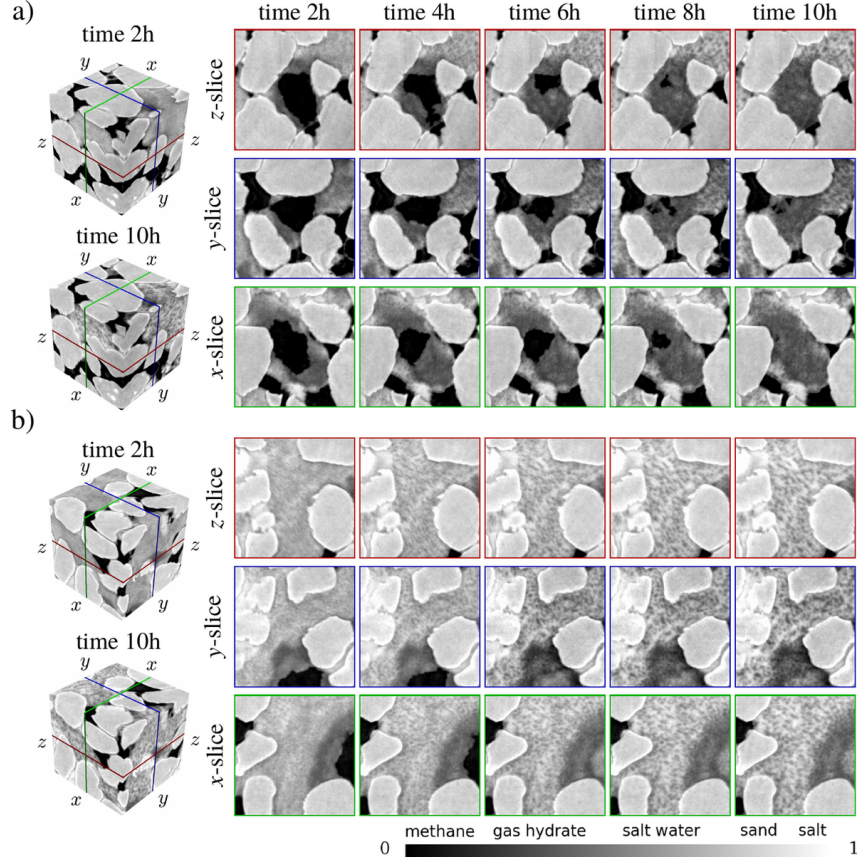 a)
time 2h
y
x
z
z
x
y
time 10h
y
x
z
z
x
y
time 2h
time 4h
time 6h
time 8h
time 10h
z-slice
y-slice
x-slice
b)
time 2h
y
x
z
z
x
y
time 10h
y
x
z
z
x
y
z-slice
y-slice
x-slice
methane
gas hydrate
salt water
sand
salt
0
1